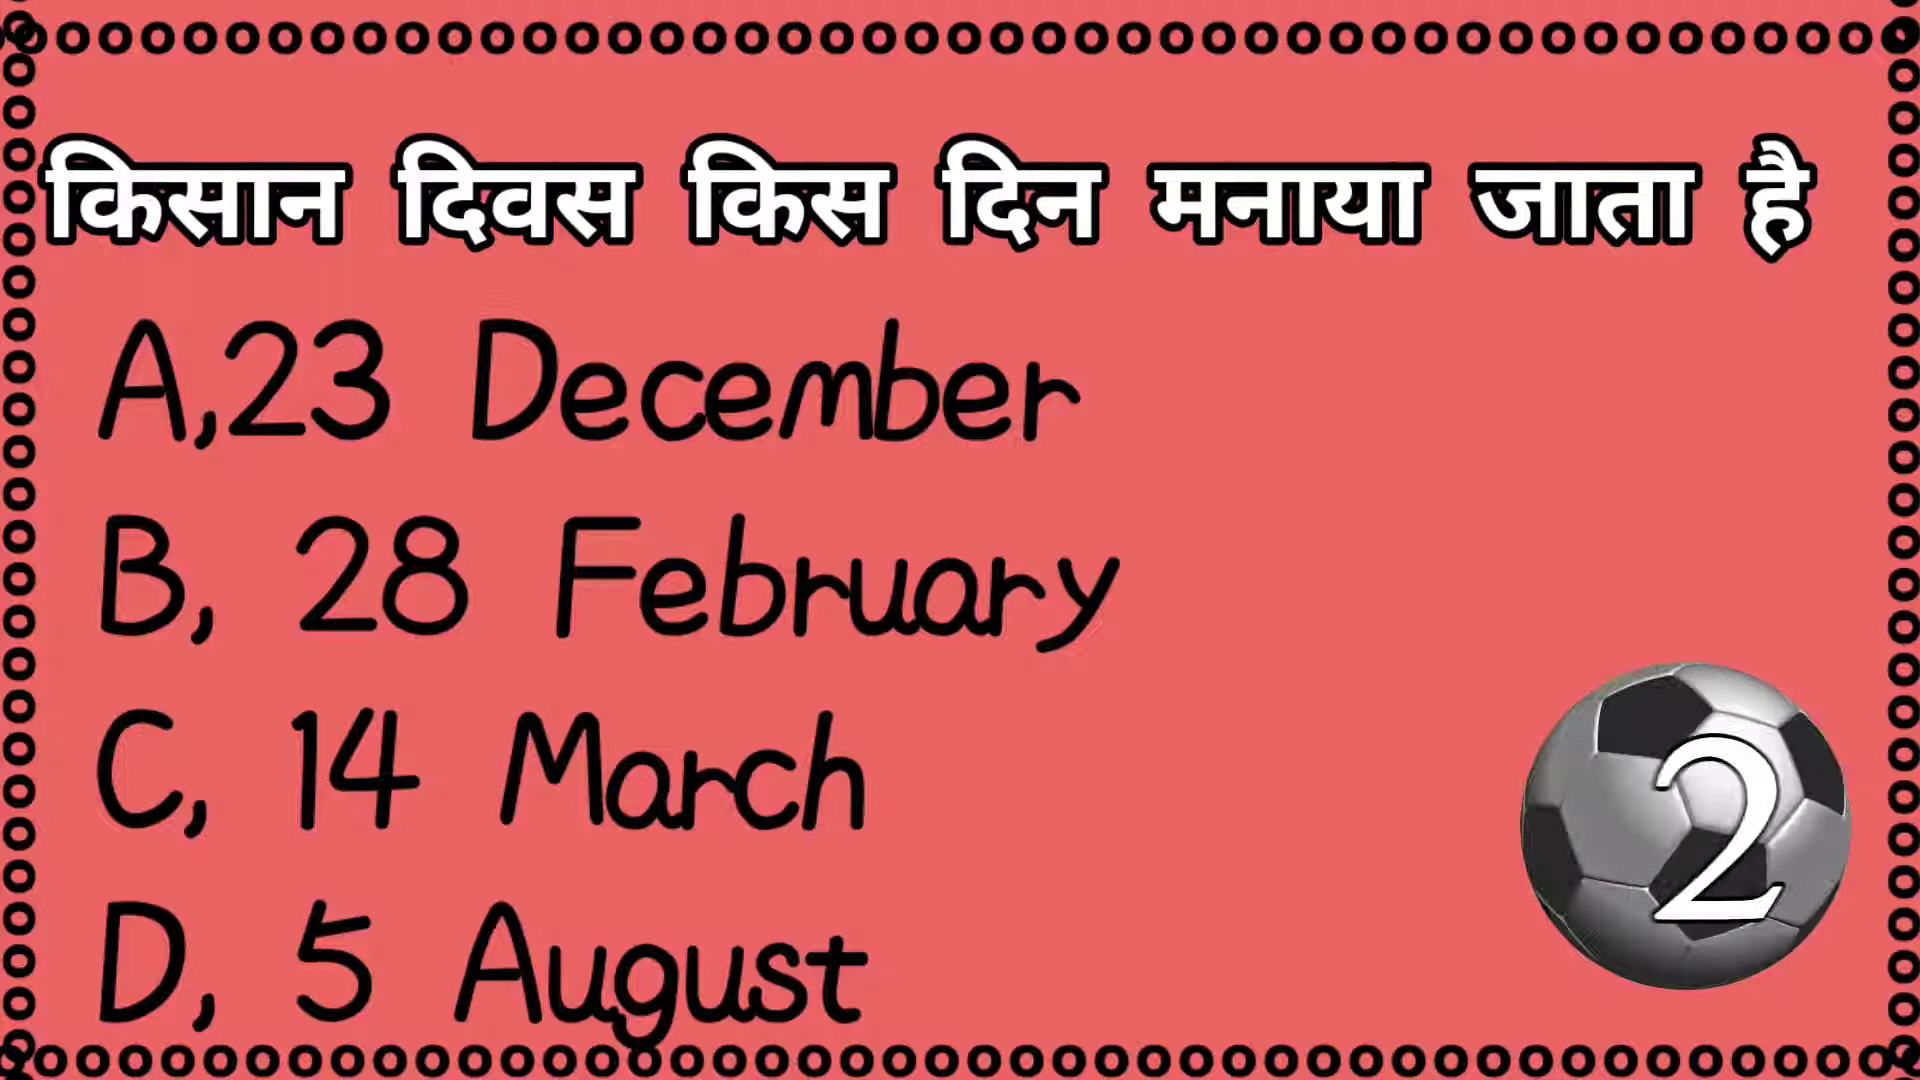 किसान दिवस किस दिन मनाया जाता है
A,23 December
B, 28 February
C, 14 March
D, 5 August
2